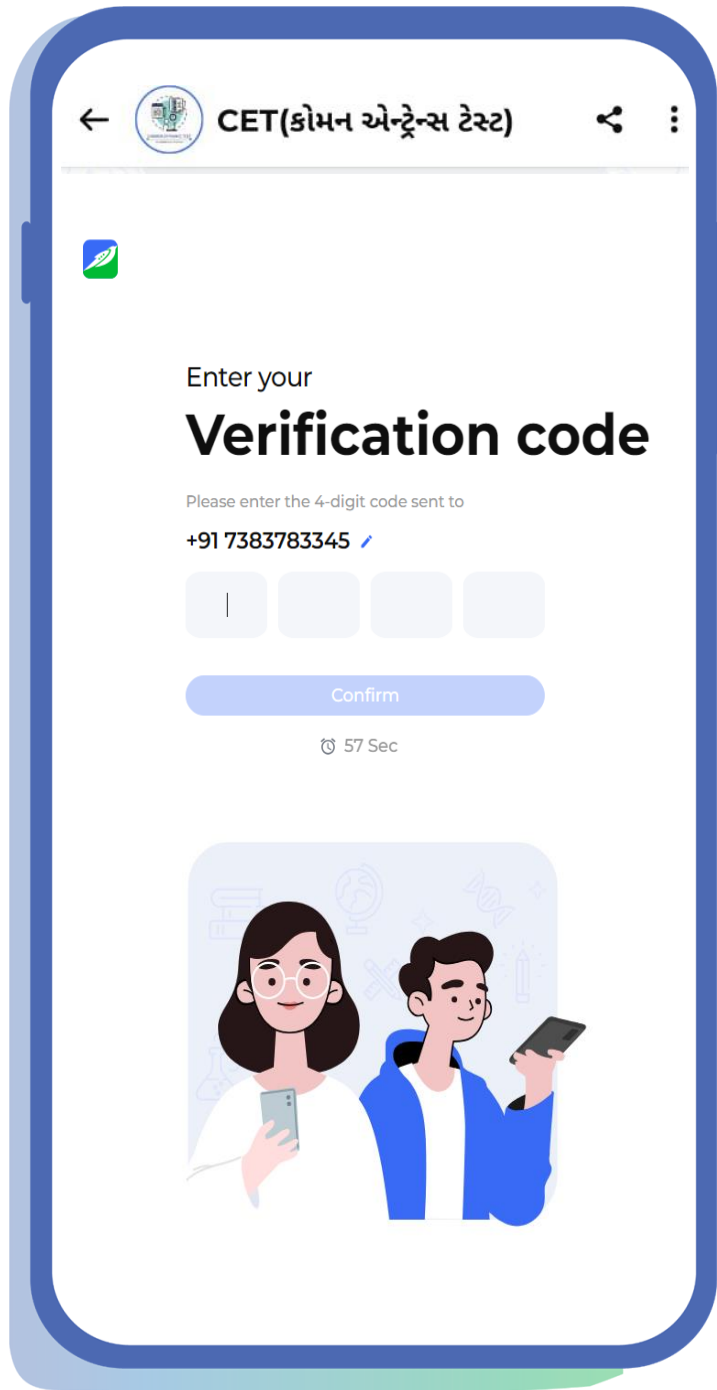 CET(કોમન એન્ટ્રેન્સ ટેસ્ટ)
Enter your
Verification code
Please enter the 4-digit code sent to
+91 7383783345
Confirm
57 Sec